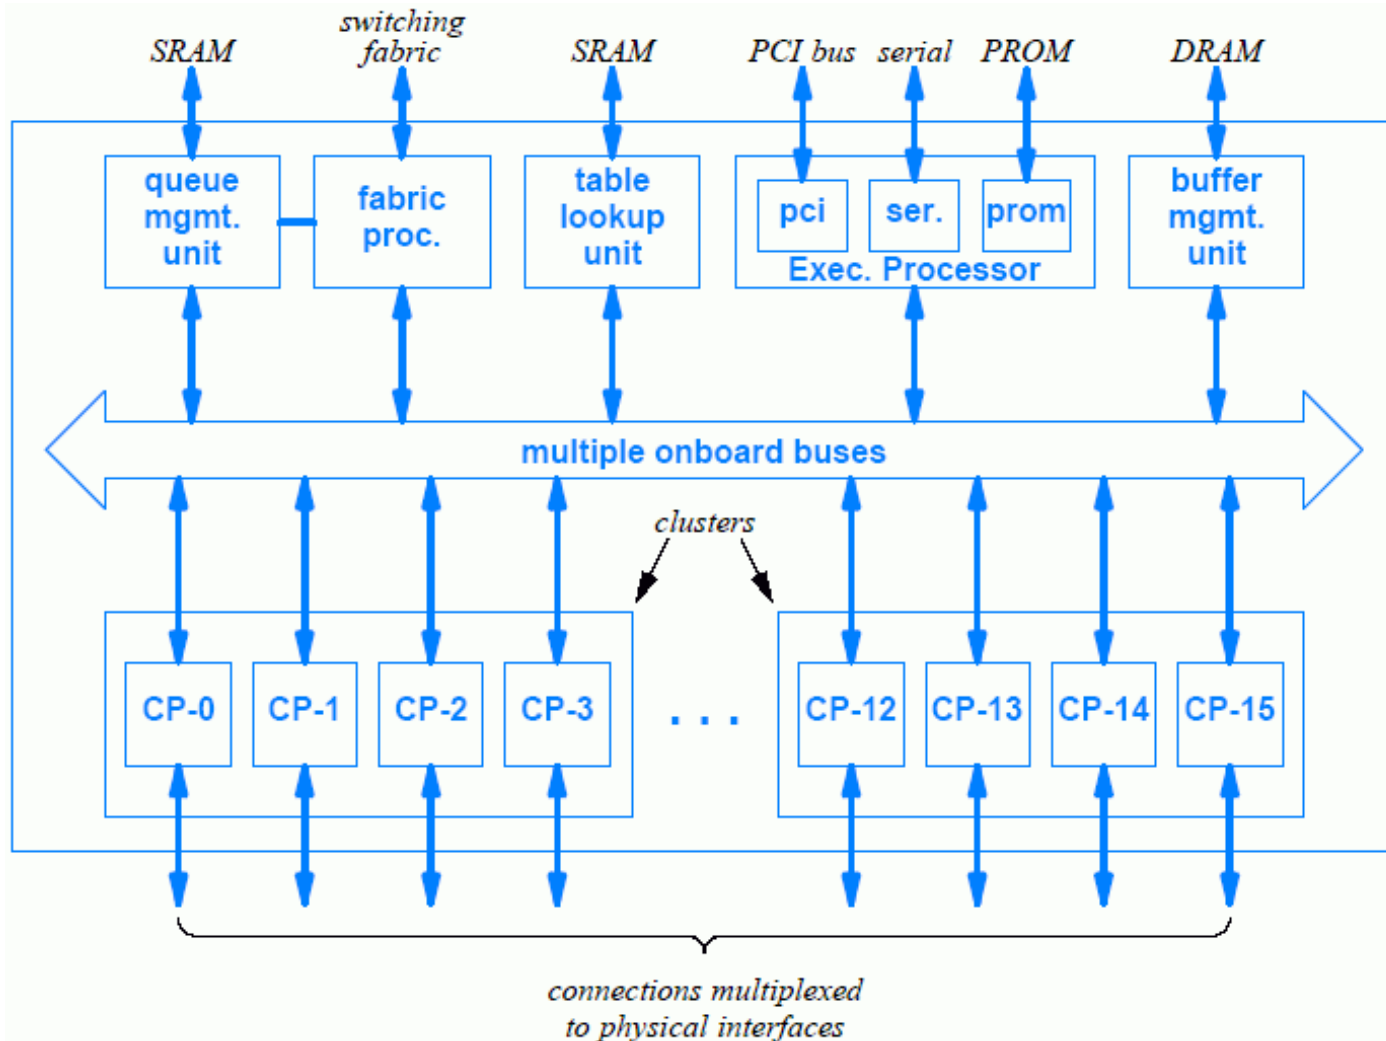 switching
SRAM fabric SRAM PCI bus serial PROM DRAM
queue mgmt. unit
fabric proc.
table lookup unit
pci ser. prom
Exec. Processor
buffer mgmt. unit
multiple onboard buses
clusters
CP-0 CP-1 CP-2 CP-3 . . . CP-12 CP-13 CP-14 CP-15
connections multiplexed
to physical interfaces